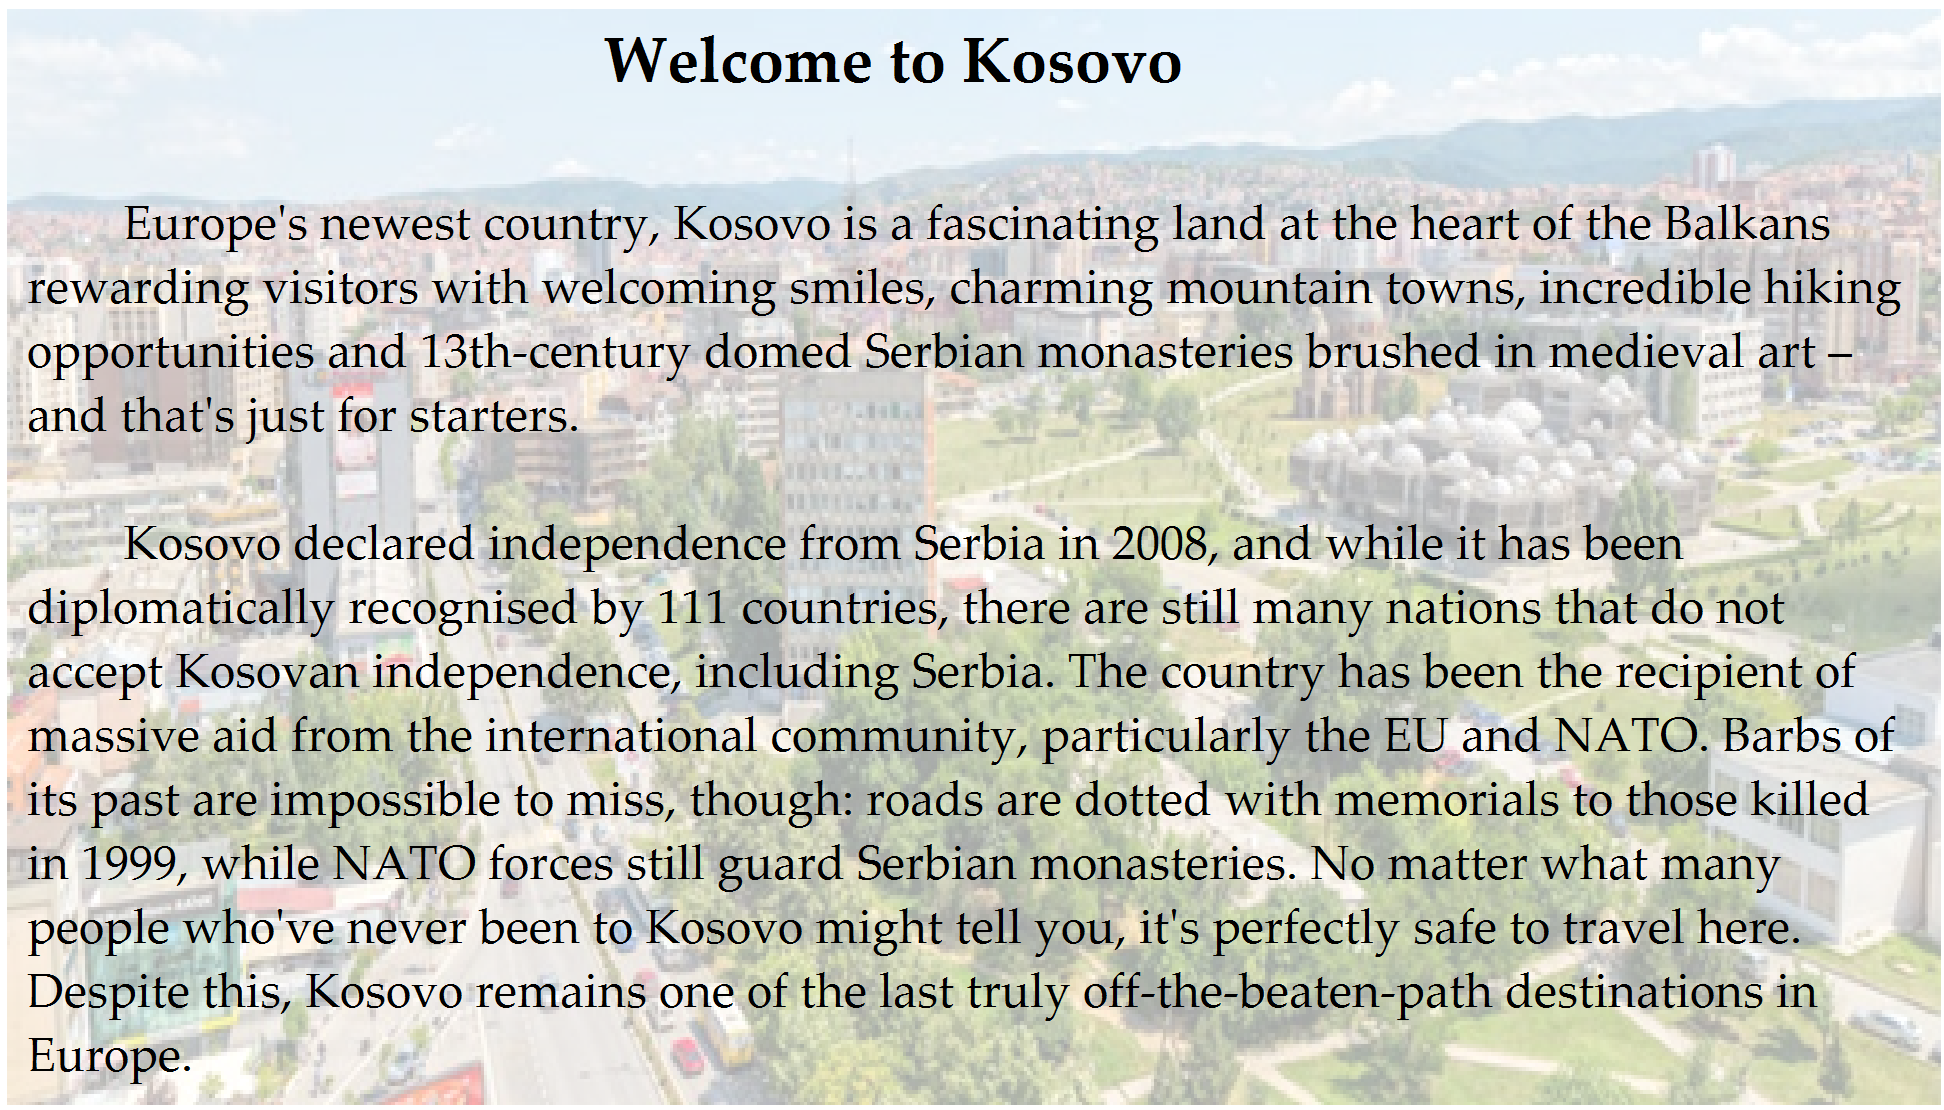 Welcome to Kosovo
Europe's newest country, Kosovo is a fascinating land at the heart of the Balkans
rewarding visitors with welcoming smiles, charming mountain towns, incredible hiking
opportunities and 13th-century domed Serbian monasteries brushed in medieval art –
and that's just for starters.
Kosovo declared independence from Serbia in 2008, and while it has been
diplomatically recognised by 111 countries, there are still many nations that do not
accept Kosovan independence, including Serbia. The country has been the recipient of
massive aid from the international community, particularly the EU and NATO. Barbs of
its past are impossible to miss, though: roads are dotted with memorials to those killed
in 1999, while NATO forces still guard Serbian monasteries. No matter what many
people who've never been to Kosovo might tell you, it's perfectly safe to travel here.
Despite this, Kosovo remains one of the last truly off-the-beaten-path destinations in
Europe.